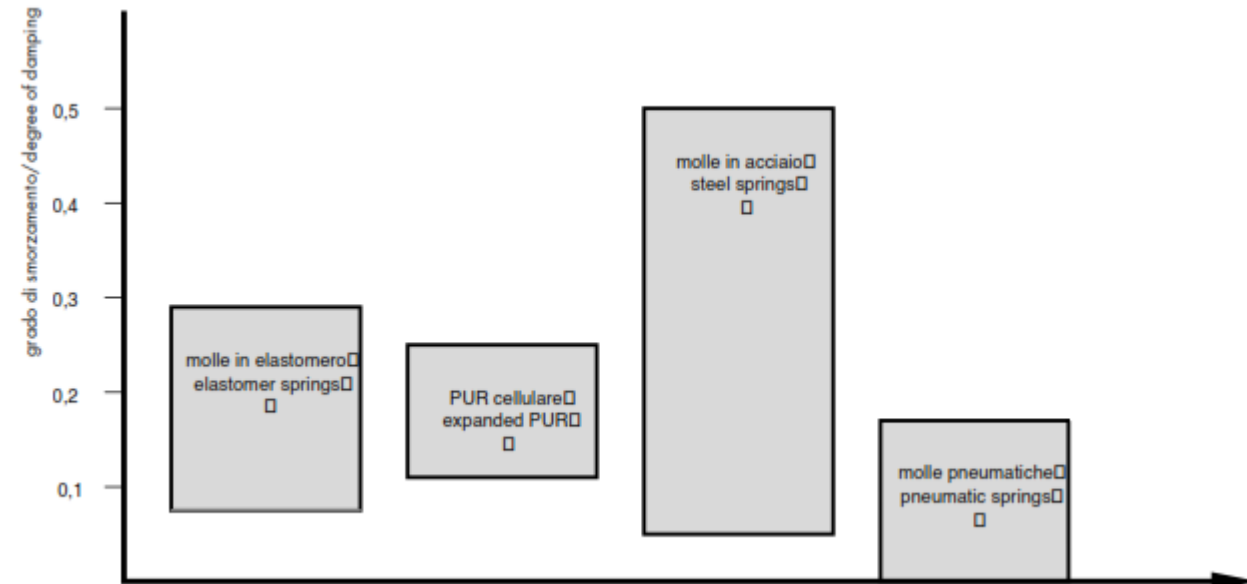 grado di smorzamento/degree of damping
0,5
0,4
0,3
0,2
0,1
molle in elastomero□
elastomer springs□
□
PUR cellulare□
expanded PUR□
□
molle in acciaio□
steel springs□
□
molle pneumatiche□
pneumatic springs□
□